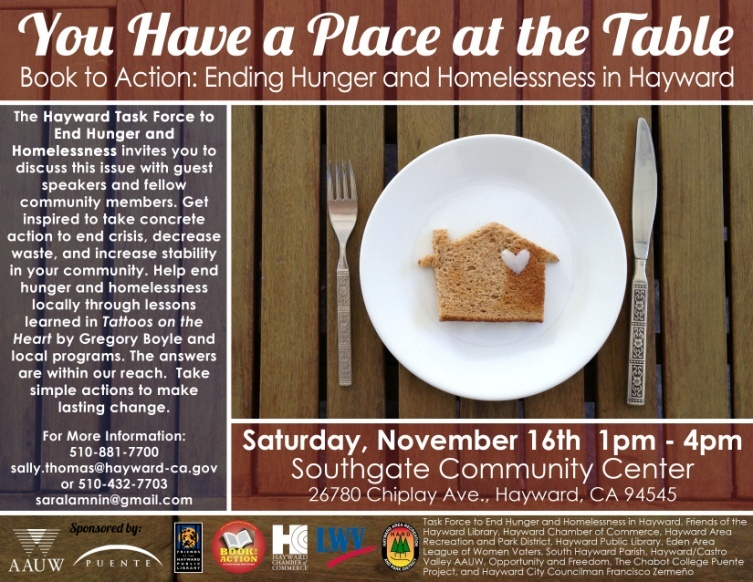 You Have a Place at the Table
Book to Action: Ending Hunger and Homelessness in Hayward
The Hayward Task Force to
End Hunger and
Homelessness invites you to
discuss this issue with guest
speakers and fellow
community members. Get
inspired to take concrete
action to end crisis, decrease
waste, and increase stability
in your community. Help end
hunger and homelessness
locally through lessons
learned in Tattoos on the
Heart by Gregory Boyle and
local programs. The answers
are within our reach. Take
simple actions to make
lasting change.
For More Information:
510-881-7700
sally.thomas@hayward-ca.gov
or 510-432-7703
saralamnin@gmail.com
Saturday, November 16th 1pm - 4pm
Southgate Community Center
26780 Chiplay Ave., Hayward, CA 94545
Sponsored by:
AAUW
PUENTE
FRIENDS
HAYWARD
PUBLIC
LIBRARY
BOOK TO
ACTION
HC
HAYWARD
CHAMBER of
COMMERCE
LWV
Task Force to End Hunger and Homelessness in Hayward, Friends of the
Hayward Library, Hayward Chamber of Commerce, Hayward Area
Recreation and Park District, Hayward Public Library, Eden Area
League of Women Voters, South Hayward Parish, Hayward/Castro
Valley AAUW, Opportunity and Freedom, The Chabot College Puente
Project, and Hayward City Councilman Francisco Zermeño